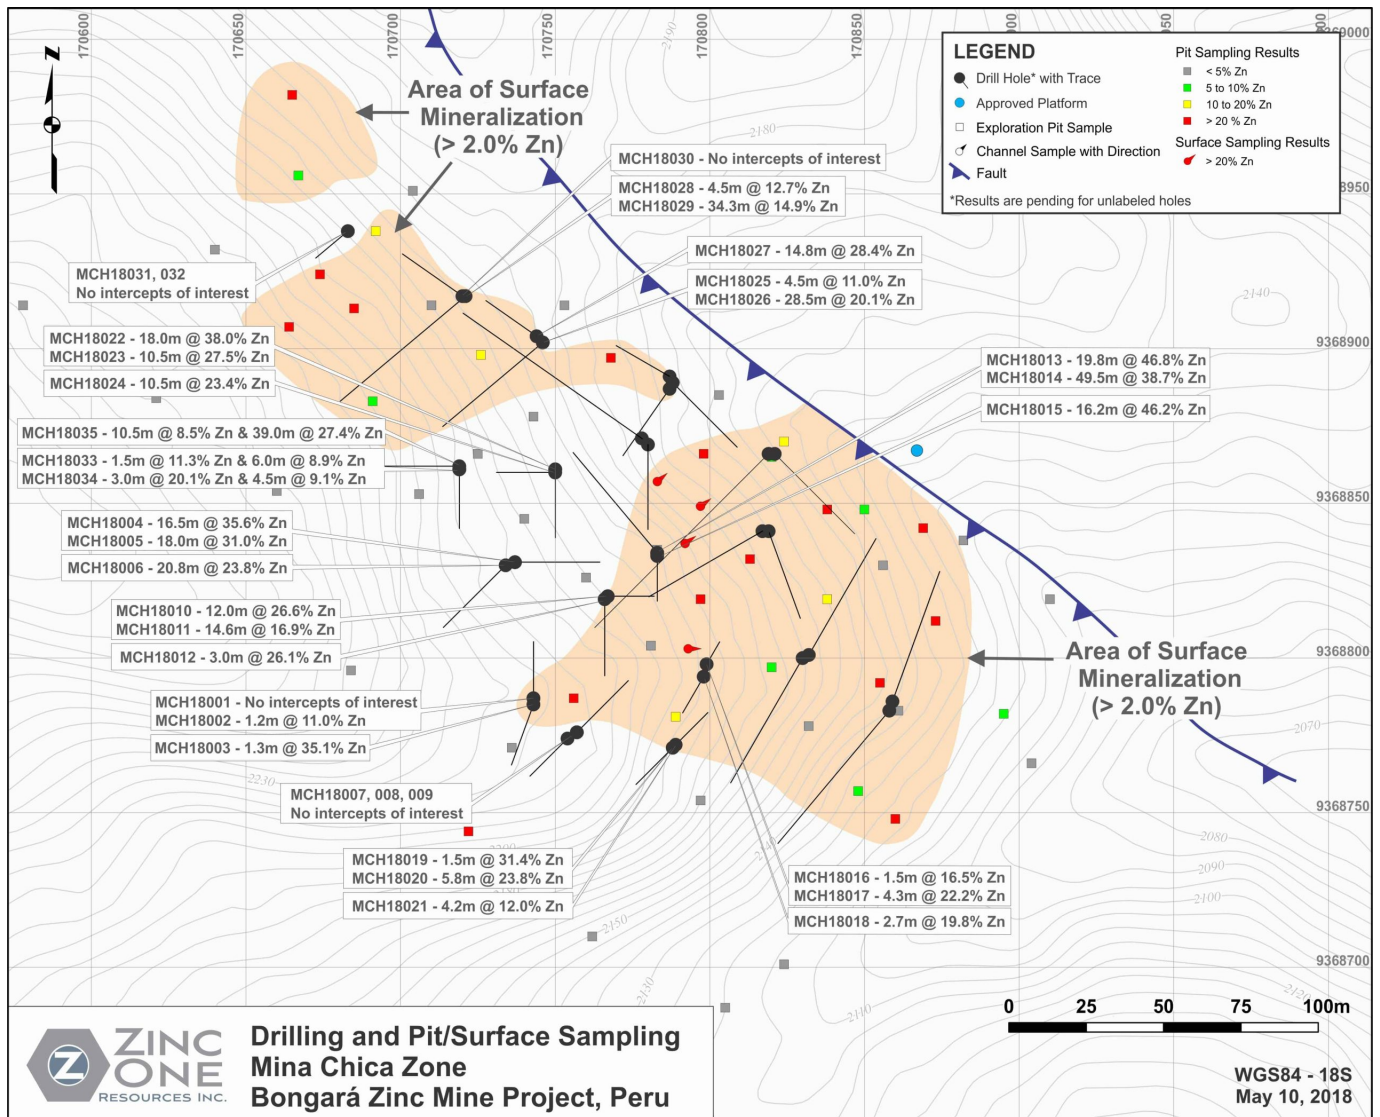 170600
170650
170700
170750
170800
170850
9369000
LEGEND
Drill Hole* with Trace
Approved Platform
Exploration Pit Sample
Channel Sample with Direction
Fault
*Results are pending for unlabeled holes
Pit Sampling Results
< 5% Zn
5 to 10% Zn
10 to 20% Zn
> 20 % Zn
Surface Sampling Results
> 20% Zn
Z
Area of Surface
Mineralization
(> 2.0% Zn)
2190
2180
MCH18030 - No intercepts of interest
MCH18028 - 4.5m @ 12.7% Zn
MCH18029 - 34.3m @ 14.9% Zn
MCH18027 - 14.8m @ 28.4% Zn
MCH18025 - 4.5m @ 11.0% Zn
MCH18026 - 28.5m @ 20.1% Zn
MCH18031, 032
No intercepts of interest
2140
9368900
MCH18022 - 18.0m @ 38.0% Zn
MCH18023 - 10.5m @ 27.5% Zn
MCH18024 - 10.5m @ 23.4% Zn
MCH18013 - 19.8m @ 46.8% Zn
MCH18014 - 49.5m @ 38.7% Zn
MCH18015 - 16.2m @ 46.2% Zn
MCH18035 - 10.5m @ 8.5% Zn & 39.0m @ 27.4% Zn
MCH18033 - 1.5m @ 11.3% Zn & 6.0m @ 8.9% Zn
MCH18034 - 3.0m @ 20.1% Zn & 4.5m @ 9.1% Zn
9368850
MCH18004 - 16.5m @ 35.6% Zn
MCH18005 - 18.0m @ 31.0% Zn
MCH18006 - 20.8m @ 23.8% Zn
MCH18010 - 12.0m @ 26.6% Zn
MCH18011 - 14.6m @ 16.9% Zn
MCH18012 - 3.0m @ 26.1% Zn
9368800
Area of Surface
Mineralization
(> 2.0% Zn)
MCH18001 - No intercepts of interest
MCH18002 - 1.2m @ 11.0% Zn
MCH18003 - 1.3m @ 35.1% Zn
2070
2230
MCH18007, 008, 009
No intercepts of interest
9368750
2080
2090
2100
MCH18019 - 1.5m @ 31.4% Zn
MCH18020 - 5.8m @ 23.8% Zn
MCH18021 - 4.2m @ 12.0% Zn
MCH18016 - 1.5m @ 16.5% Zn
MCH18017 - 4.3m @ 22.2% Zn
MCH18018 - 2.7m @ 19.8% Zn
2150
9368700
2130
2110
0 25 50 75 100m
Z
ZINC
ONE
RESOURCES INC.
Drilling and Pit/Surface Sampling
Mina Chica Zone
Bongará Zinc Mine Project, Peru
WGS84 - 18S
May 10, 2018